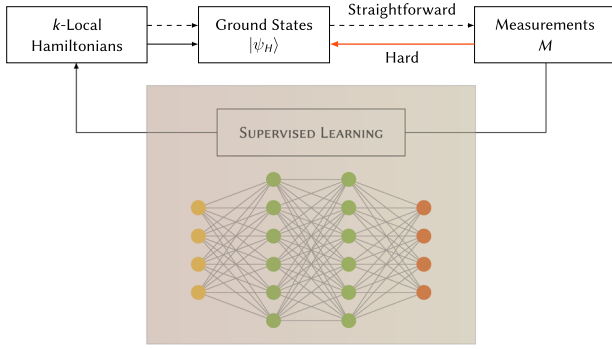 k-Local
Hamiltonians
Ground States
|ψ_H⟩
Straightforward
Hard
Measurements
M
SUPERVISED LEARNING